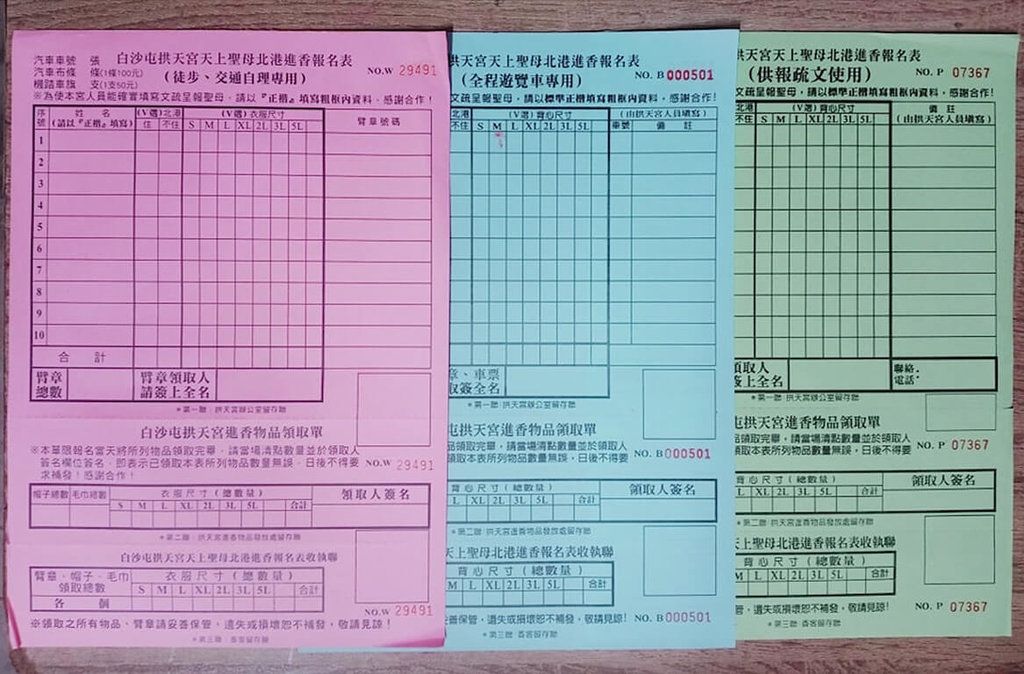 汽車車號 張
汽車布條 條(1條100元)
機踏車旗 支(1支50元)
白沙屯拱天宮天上聖母北港進香報名表
(徒步、交通自理專用)
NO.W 29491
※為使本宮人員能確實填寫文疏呈報聖母,請以『正楷』填寫粗框內資料,感謝合作!
序號 姓名 (請以『正楷』填寫) (V選)北港 住 不住 (V選)衣服尺寸 S M L XL 2L 3L 5L 臂章號碼
1
2
3
4
5
6
7
8
9
10
合計
臂章總數 臂章領取人請簽上全名
*第一聯:拱天宮辦公室留存聯
白沙屯拱天宮進香物品領取單
※本單限報名當天將所列物品領取完畢,請當場清點數量並於領取人
簽名欄位簽名,即表示已領取本表所列物品數量無誤,日後不得要
求補發!感謝合作!
NO.W 29491
帽子總數 毛巾總數 衣服尺寸(總數量) S M L XL 2L 3L 5L 合計 領取人簽名
*第二聯:拱天宮進香物品發放處留存聯
白沙屯拱天宮天上聖母北港進香報名表收執聯
臂章、帽子、毛巾領取總數 衣服尺寸(總數量) S M L XL 2L 3L 5L 合計
各 個
NO.W 29491
※領取之所有物品、臂章請妥善保管,遺失或損壞恕不補發,敬請見諒!
*第三聯:香客留存聯
拱天宮天上聖母北港進香報名表
(全程遊覽車專用)
NO. B 000501
文疏呈報聖母,請以標準正楷填寫粗框內資料,感謝合作!
北港 不住 (V選)背心尺寸 S M L XL 2L 3L 5L (由拱天宮人員填寫) 車號 備註
章、車票
取簽全名
*第一聯:拱天宮辦公室留存聯
屯拱天宮進香物品領取單
品領取完畢,請當場清點數量並於領取人
領取本表所列物品數量無誤,日後不得要
NO. B 000501
背心尺寸(總數量) L XL 2L 3L 5L 合計 領取人簽名
*第二聯:拱天宮進香物品發放處留存聯
天上聖母北港進香報名表收執聯
背心尺寸(總數量)
M L XL 2L 3L 5L 合計
善保管,遺失或損壞恕不補發,敬請見諒!
NO. B 000501
*第三聯:香客留存聯
天宮天上聖母北港進香報名表
(供報疏文使用)
NO. P 07367
文疏呈報聖母,請以標準正楷填寫粗框內資料,感謝合作!
北港 不住 (V選)背心尺寸 S M L XL 2L 3L 5L 備註 (由拱天宮人員填寫)
領取人
簽上全名
聯絡.
電話.
*第一聯:拱天宮辦公室留存聯
屯拱天宮進香物品領取單
品領取完畢,請當場清點數量並於領取人
領取本表所列物品數量無誤,日後不得要
NO. P 07367
背心尺寸(總數量) L XL 2L 3L 5L 合計 領取人簽名
*第二聯:拱天宮進香物品發放處留存聯
天上聖母北港進香報名表收執聯
背心尺寸(總數量)
M L XL 2L 3L 5L 合計
管,遺失或損壞恕不補發,敬請見諒!
NO. P 07367
*第三聯:香客留存聯